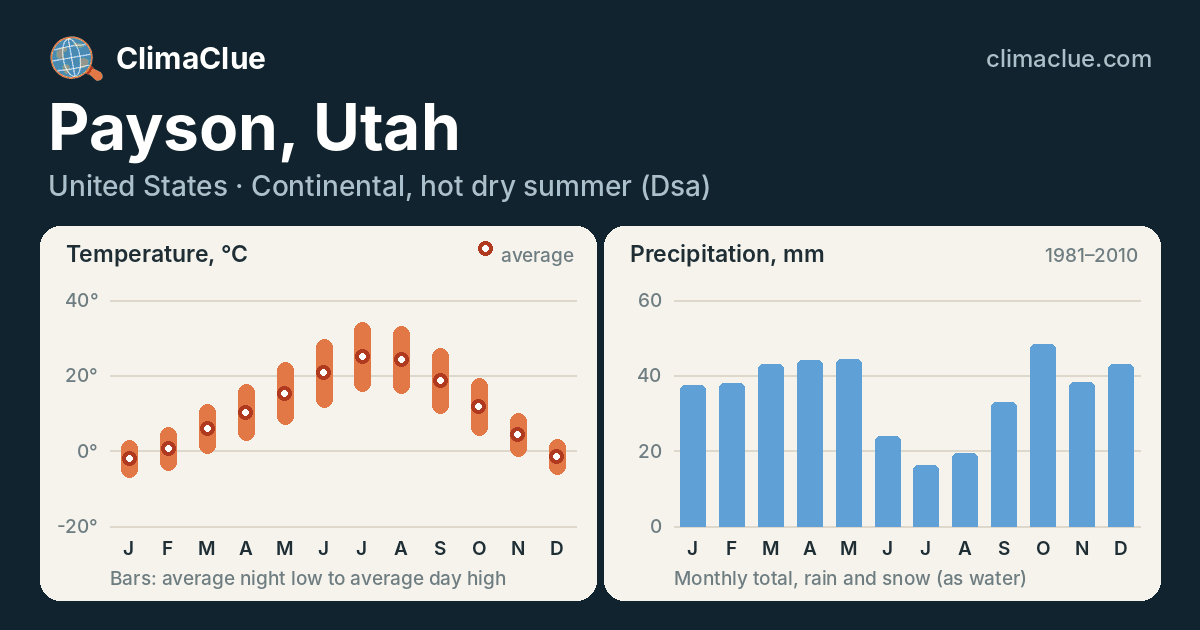 ClimaClue
climaclue.com
Payson, Utah
United States · Continental, hot dry summer (Dsa)
Temperature, °C
average
40°
20°
0°
-20°
J F M A M J J A S O N D
Bars: average night low to average day high
Precipitation, mm
1981–2010
60
40
20
0
J F M A M J J A S O N D
Monthly total, rain and snow (as water)